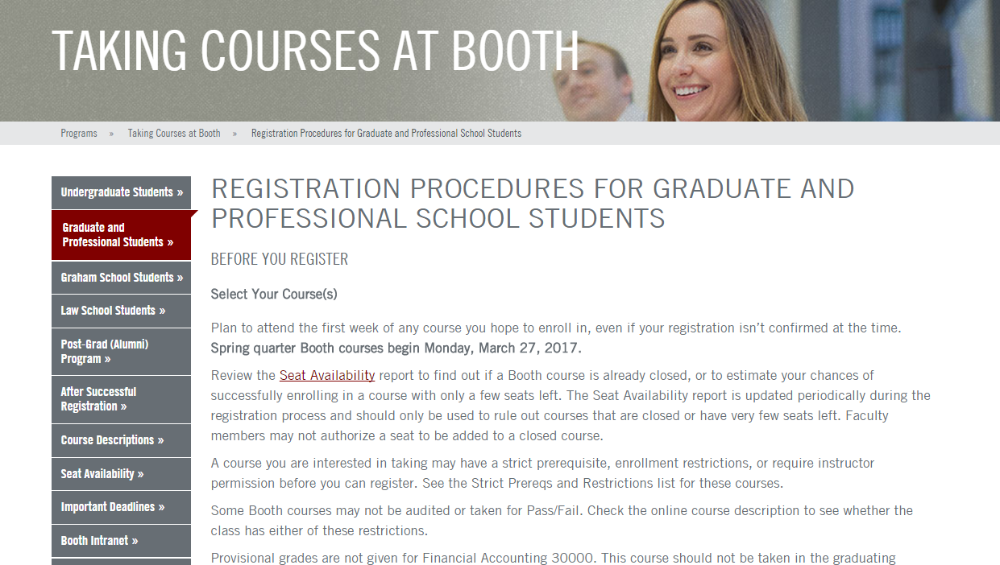 TAKING COURSES AT BOOTH
Programs » Taking Courses at Booth » Registration Procedures for Graduate and Professional School Students
Undergraduate Students »
Graduate and
Professional Students »
Graham School Students »
Law School Students »
Post-Grad (Alumni)
Program »
After Successful
Registration »
Course Descriptions »
Seat Availability »
Important Deadlines »
Booth Intranet »
REGISTRATION PROCEDURES FOR GRADUATE AND
PROFESSIONAL SCHOOL STUDENTS
BEFORE YOU REGISTER
Select Your Course(s)
Plan to attend the first week of any course you hope to enroll in, even if your registration isn't confirmed at the time.
Spring quarter Booth courses begin Monday, March 27, 2017.
Review the Seat Availability report to find out if a Booth course is already closed, or to estimate your chances of
successfully enrolling in a course with only a few seats left. The Seat Availability report is updated periodically during the
registration process and should only be used to rule out courses that are closed or have very few seats left. Faculty
members may not authorize a seat to be added to a closed course.
A course you are interested in taking may have a strict prerequisite, enrollment restrictions, or require instructor
permission before you can register. See the Strict Prereqs and Restrictions list for these courses.
Some Booth courses may not be audited or taken for Pass/Fail. Check the online course description to see whether the
class has either of these restrictions.
Provisional grades are not given for Financial Accounting 30000. This course should not be taken in the graduating